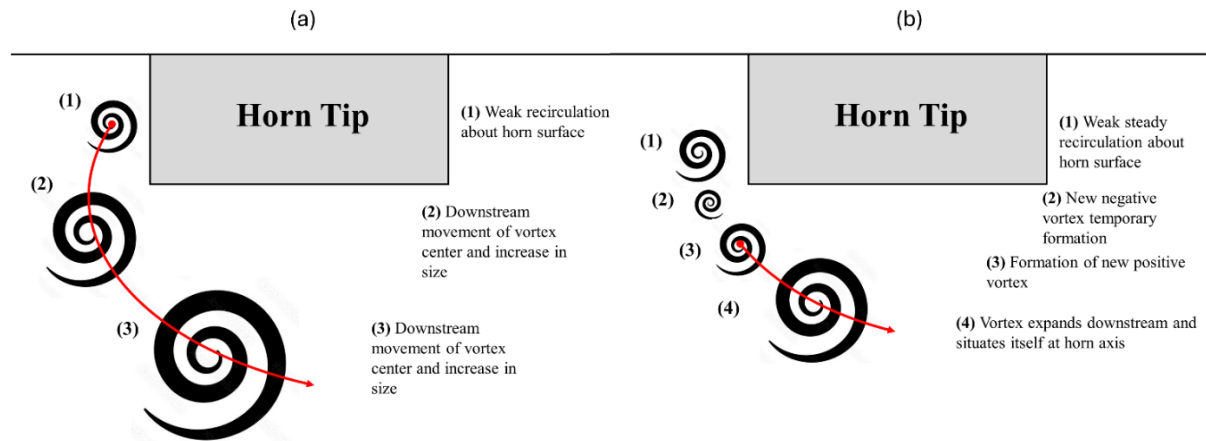 (a)
(1)
Horn Tip
(1) Weak recirculation
about horn surface
(2)
(2) Downstream
movement of vortex
center and increase in
size
(3)
(3) Downstream
movement of vortex
center and increase in
size
(b)
(1)
Horn Tip
(1) Weak steady
recirculation about
horn surface
(2)
(2) New negative
vortex temporary
formation
(3)
(3) Formation of new positive
vortex
(4)
(4) Vortex expands downstream and
situates itself at horn axis